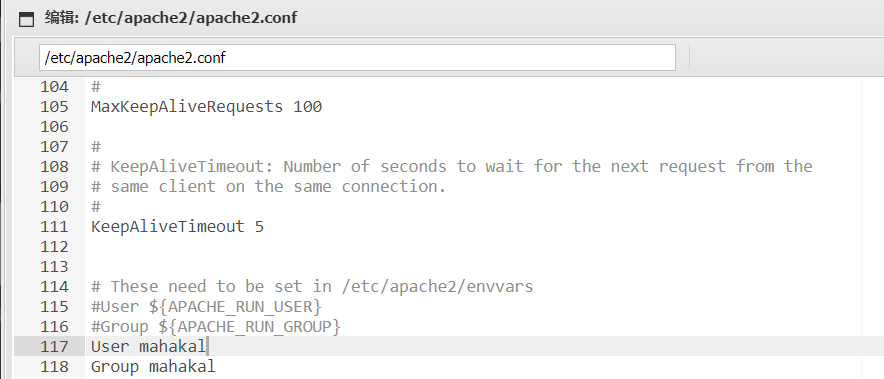 编辑: /etc/apache2/apache2.conf
/etc/apache2/apache2.conf
104 #
105 MaxKeepAliveRequests 100
106
107 #
108 # KeepAliveTimeout: Number of seconds to wait for the next request from the
109 # same client on the same connection.
110 #
111 KeepAliveTimeout 5
112
113
114 # These need to be set in /etc/apache2/envvars
115 #User ${APACHE_RUN_USER}
116 #Group ${APACHE_RUN_GROUP}
117 User mahakal
118 Group mahakal